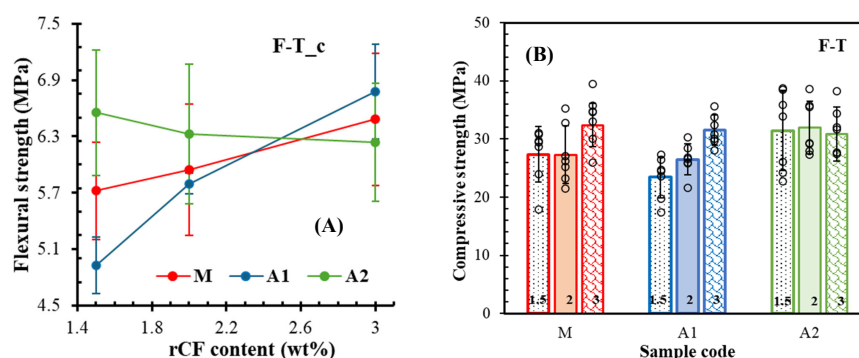 7.5
6.9
6.3
5.7
5.1
4.5
Flexural strength (MPa)
F-T_c
(A)
M
A1
A2
1.4
1.8
2.2
2.6
3
rCF content (wt%)
50
40
30
20
10
0
Compressive strength (MPa)
(B)
F-T
1.5
2
3
1.5
2
3
1.5
2
3
M
A1
A2
Sample code